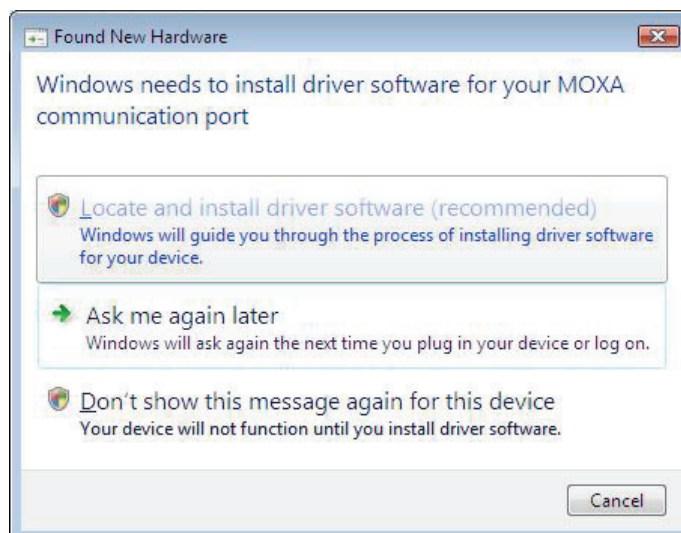 Found New Hardware
Windows needs to install driver software for your MOXA
communication port
Locate and install driver software (recommended)
Windows will guide you through the process of installing driver software
for your device.
Ask me again later
Windows will ask again the next time you plug in your device or log on.
Don't show this message again for this device
Your device will not function until you install driver software.
Cancel